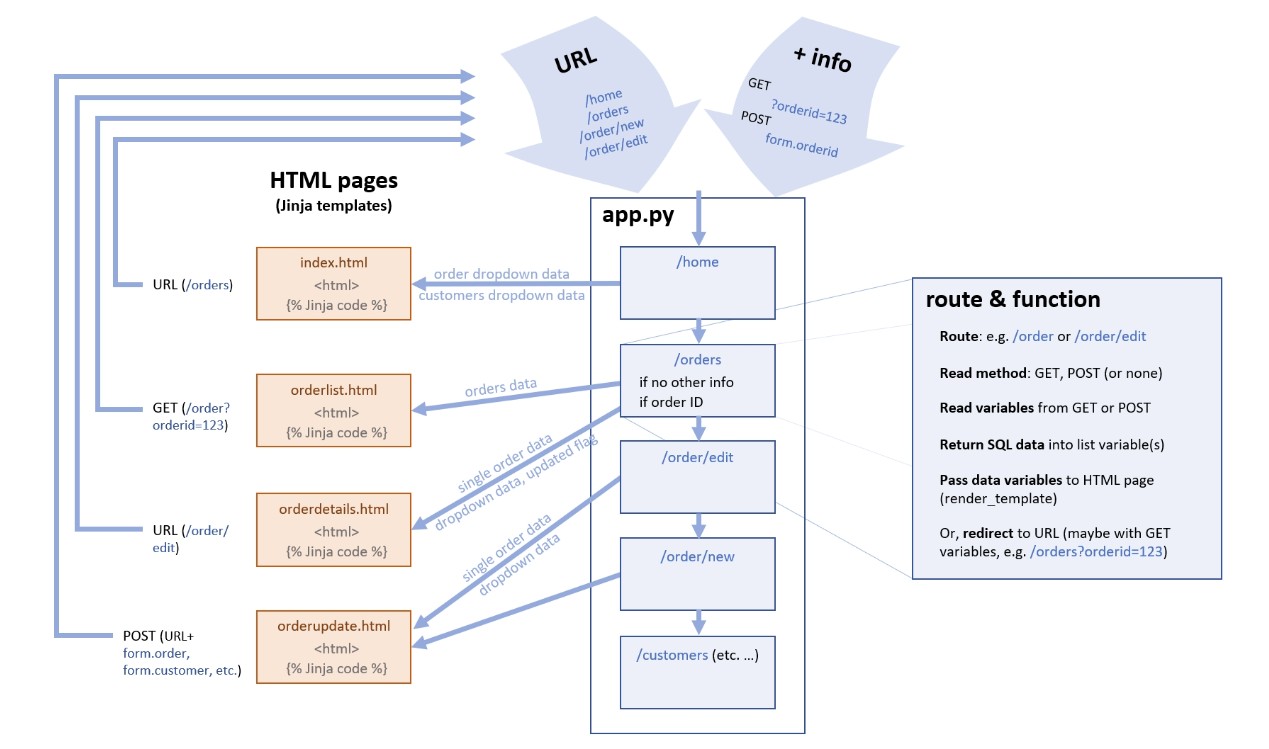 URL
/home
/orders
/order/new
/order/edit
+ info
GET
?orderid=123
POST
form.orderid
HTML pages
(Jinja templates)
app.py
URL (/orders)
index.html
<html>
{% Jinja code %}
order dropdown data
customers dropdown data
/home
GET (/order?
orderid=123)
orderlist.html
<html>
{% Jinja code %}
orders data
/orders
if no other info
if order ID
URL (/order/
edit)
orderdetails.html
<html>
{% Jinja code %}
single order data
dropdown data, updated flag
/order/edit
POST (URL+
form.order,
form.customer, etc.)
orderupdate.html
<html>
{% Jinja code %}
single order data
dropdown data
/order/new
/customers (etc. ...)
route & function
Route: e.g. /order or /order/edit
Read method: GET, POST (or none)
Read variables from GET or POST
Return SQL data into list variable(s)
Pass data variables to HTML page
(render_template)
Or, redirect to URL (maybe with GET
variables, e.g. /orders?orderid=123)